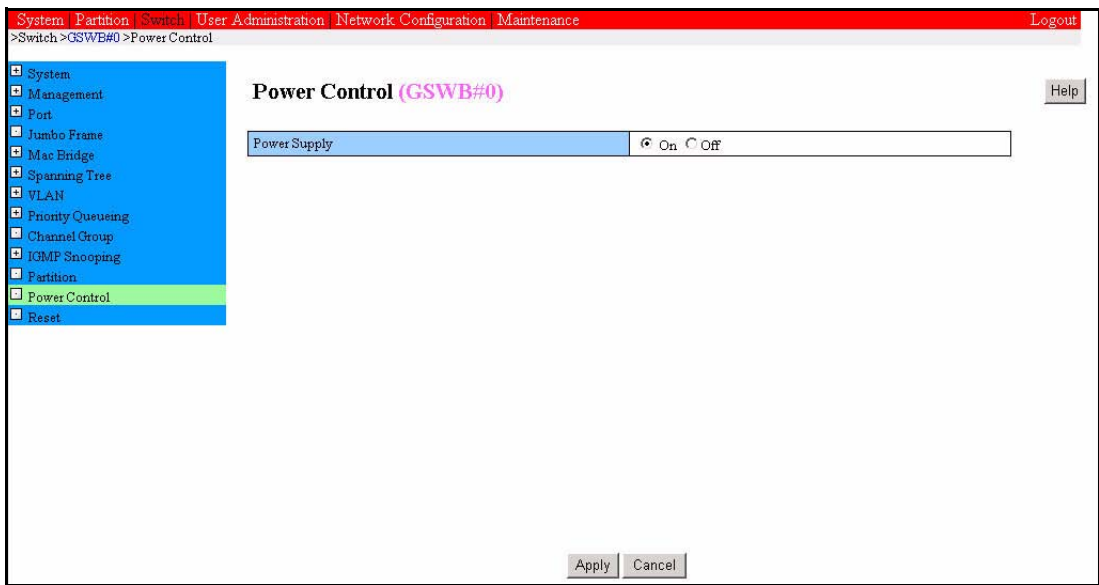 System | Partition | Switch | User Administration | Network Configuration | Maintenance Logout
>Switch >GSWB#0 >Power Control
System
Management
Port
Jumbo Frame
Mac Bridge
Spanning Tree
VLAN
Priority Queueing
Channel Group
IGMP Snooping
Partition
Power Control
Reset
Power Control (GSWB#0)
Help
Power Supply On Off
Apply Cancel